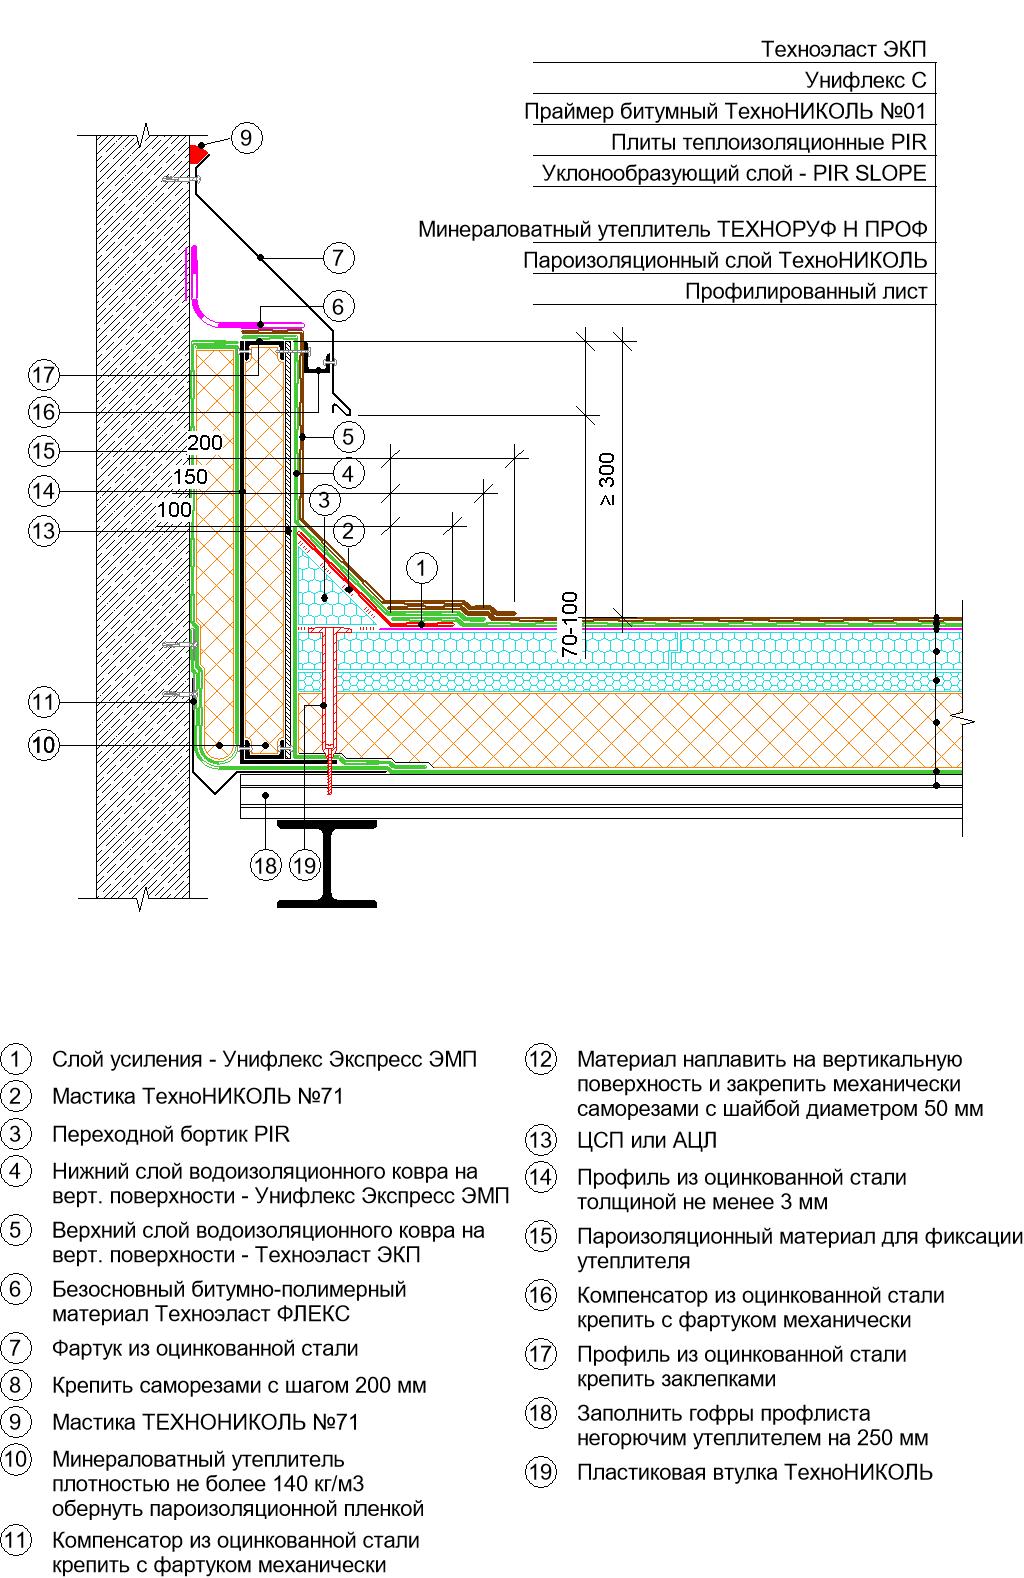 Техноэласт ЭКП
Унифлекс С
Праймер битумный ТехноНИКОЛЬ №01
Плиты теплоизоляционные PIR
Уклонообразующий слой - PIR SLOPE
Минераловатный утеплитель ТЕХНОРУФ Н ПРОФ
Пароизоляционный слой ТехноНИКОЛЬ
Профилированный лист
9
7
6
17
16
5
15
200
4
150
14
3
≥ 300
100
13
2
1
70-100
11
19
10
18
19
1 Слой усиления - Унифлекс Экспресс ЭМП
2 Мастика ТехноНИКОЛЬ №71
3 Переходной бортик PIR
4 Нижний слой водоизоляционного ковра на
верт. поверхности - Унифлекс Экспресс ЭМП
5 Верхний слой водоизоляционного ковра на
верт. поверхности - Техноэласт ЭКП
6 Безосновный битумно-полимерный
материал Техноэласт ФЛЕКС
7 Фартук из оцинкованной стали
8 Крепить саморезами с шагом 200 мм
9 Мастика ТЕХНОНИКОЛЬ №71
10 Минераловатный утеплитель
плотностью не более 140 кг/м3
обернуть пароизоляционной пленкой
11 Компенсатор из оцинкованной стали
крепить с фартуком механически
12 Материал наплавить на вертикальную
поверхность и закрепить механически
саморезами с шайбой диаметром 50 мм
13 ЦСП или АЦЛ
14 Профиль из оцинкованной стали
толщиной не менее 3 мм
15 Пароизоляционный материал для фиксации
утеплителя
16 Компенсатор из оцинкованной стали
крепить с фартуком механически
17 Профиль из оцинкованной стали
крепить заклепками
18 Заполнить гофры профлиста
негорючим утеплителем на 250 мм
19 Пластиковая втулка ТехноНИКОЛЬ